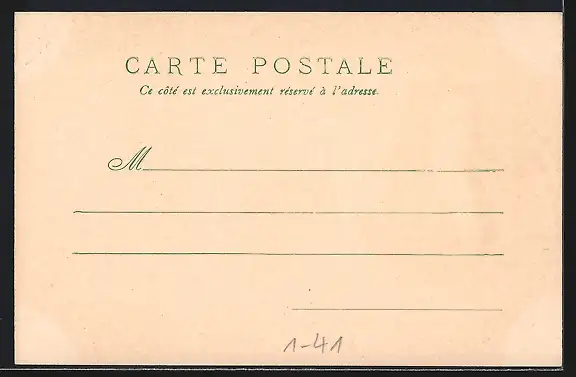 CARTE POSTALE
Ce côté est exclusivement réservé à l'adresse.
M
1-41